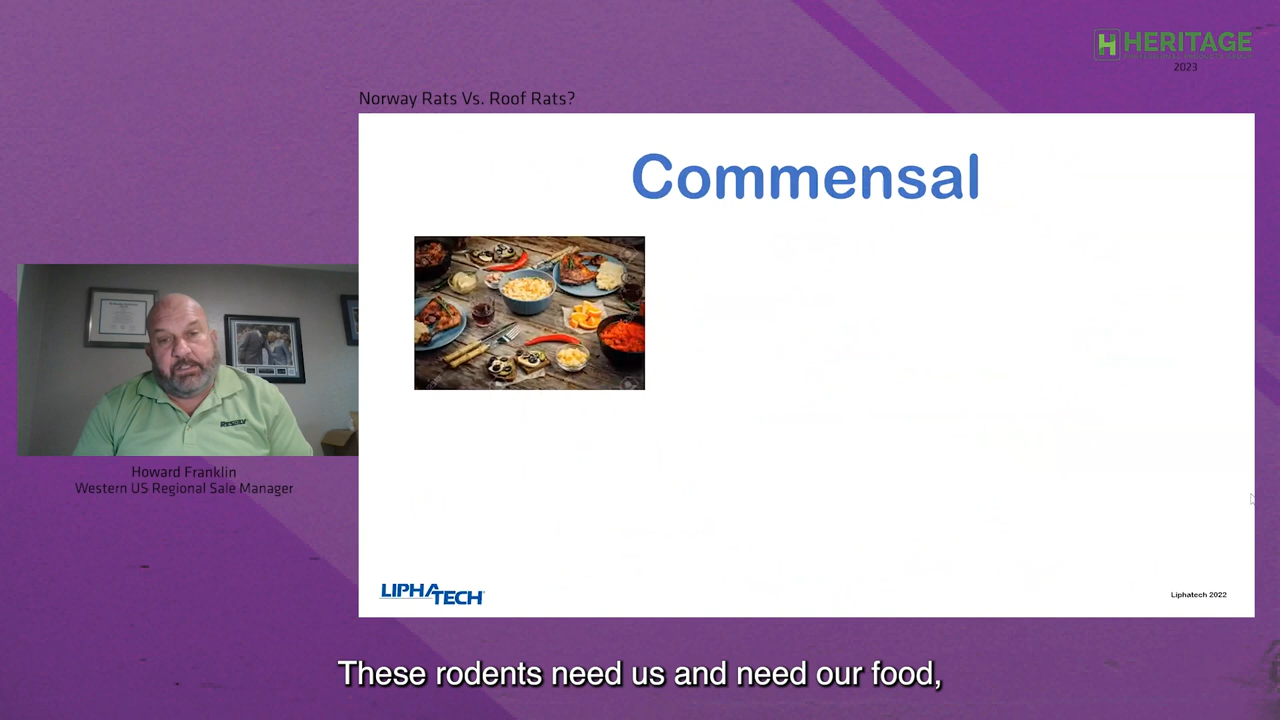 HERITAGE
2023
Norway Rats Vs. Roof Rats?
Commensal
RESOLV
Howard Franklin
Western US Regional Sale Manager
LIPHATECH
Liphatech 2022
These rodents need us and need our food,